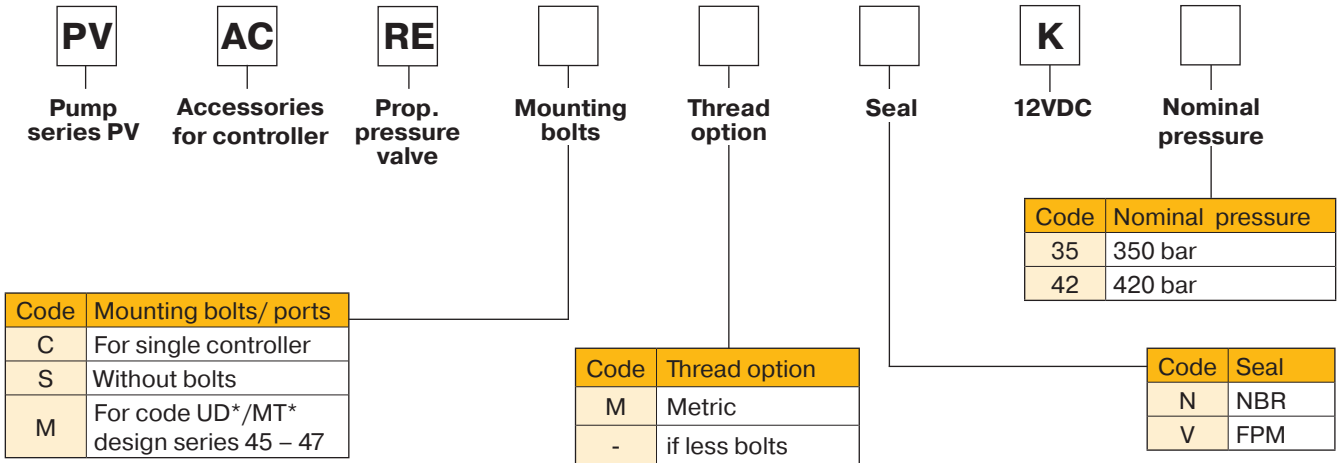 PV AC RE K
Pump series PV
Accessories for controller
Prop. pressure valve
Mounting bolts
Thread option
Seal
12VDC
Nominal pressure
Code Nominal pressure
35 350 bar
42 420 bar
Code Mounting bolts/ ports
C For single controller
S Without bolts
M For code UD*/MT*
design series 45 – 47
Code Thread option
M Metric
- if less bolts
Code Seal
N NBR
V FPM